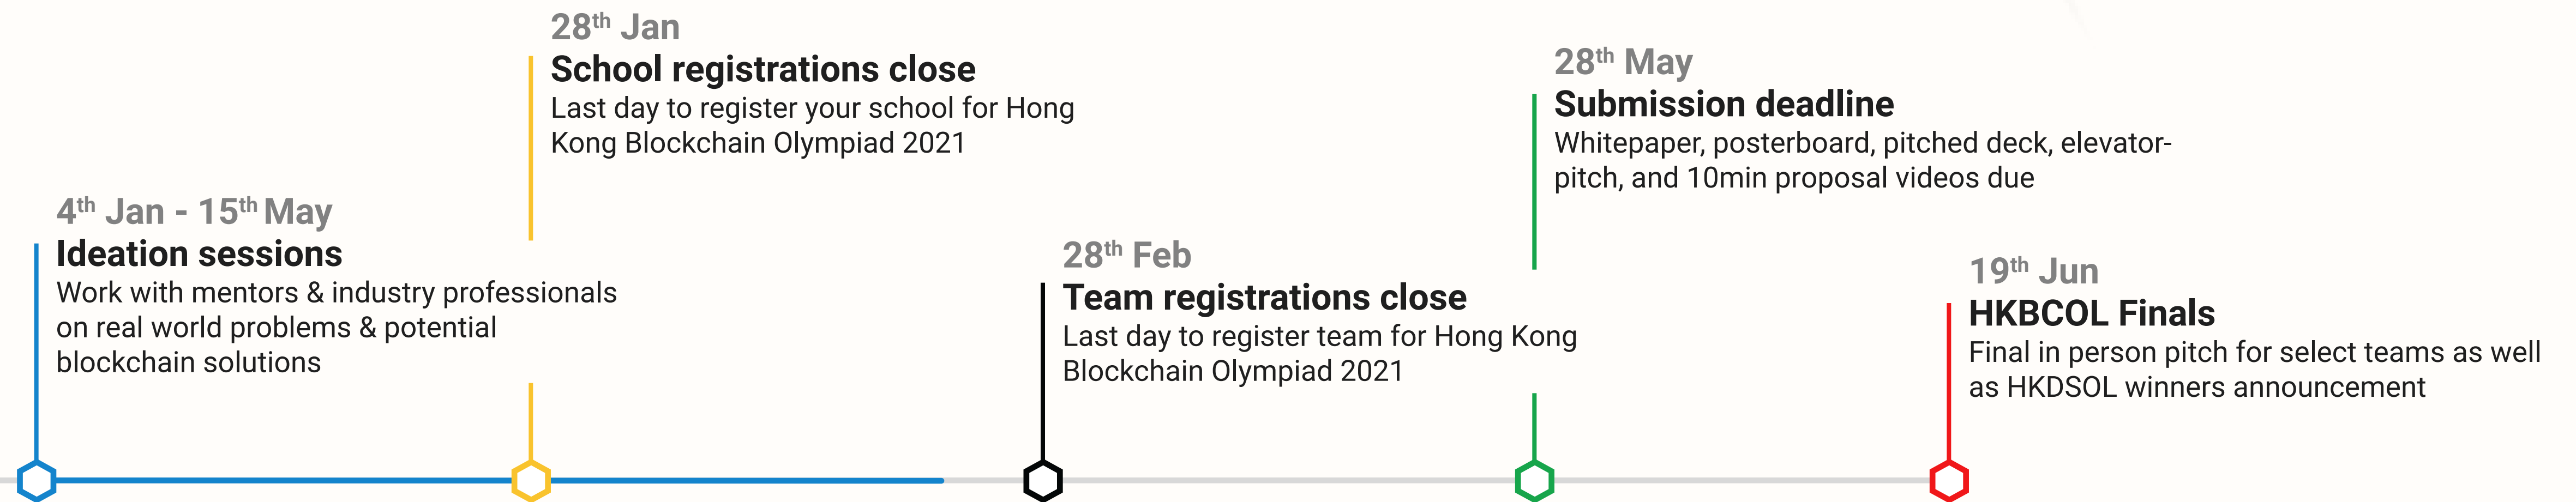 4th Jan - 15th May
Ideation sessions
Work with mentors & industry professionals
on real world problems & potential
blockchain solutions
28th Jan
School registrations close
Last day to register your school for Hong
Kong Blockchain Olympiad 2021
28th Feb
Team registrations close
Last day to register team for Hong Kong
Blockchain Olympiad 2021
28th May
Submission deadline
Whitepaper, posterboard, pitched deck, elevator-
pitch, and 10min proposal videos due
19th Jun
HKBCOL Finals
Final in person pitch for select teams as well
as HKDSOL winners announcement